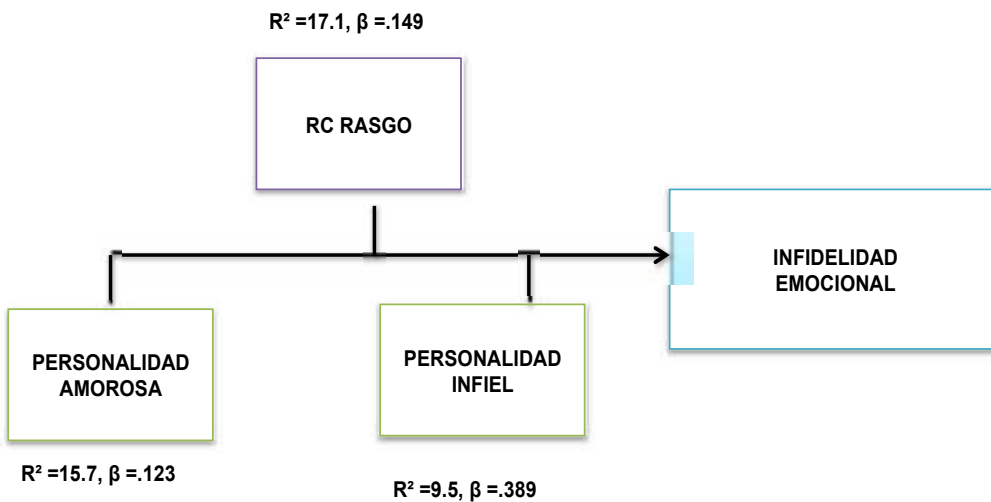 R² =17.1, β =.149
RC RASGO
INFIDELIDAD
EMOCIONAL
PERSONALIDAD
AMOROSA
PERSONALIDAD
INFIEL
R² =15.7, β =.123
R² =9.5, β =.389